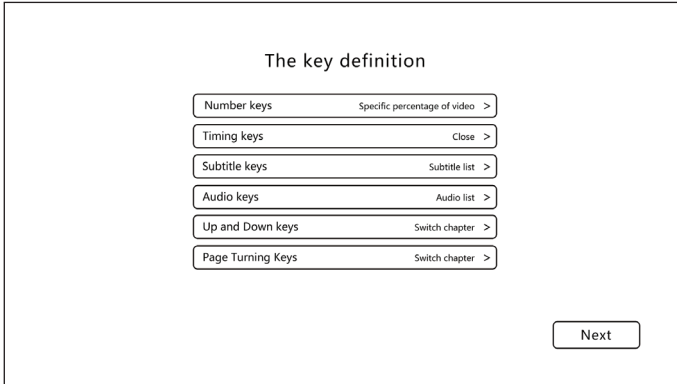 The key definition
Number keys Specific percentage of video >
Timing keys Close >
Subtitle keys Subtitle list >
Audio keys Audio list >
Up and Down keys Switch chapter >
Page Turning Keys Switch chapter >
Next